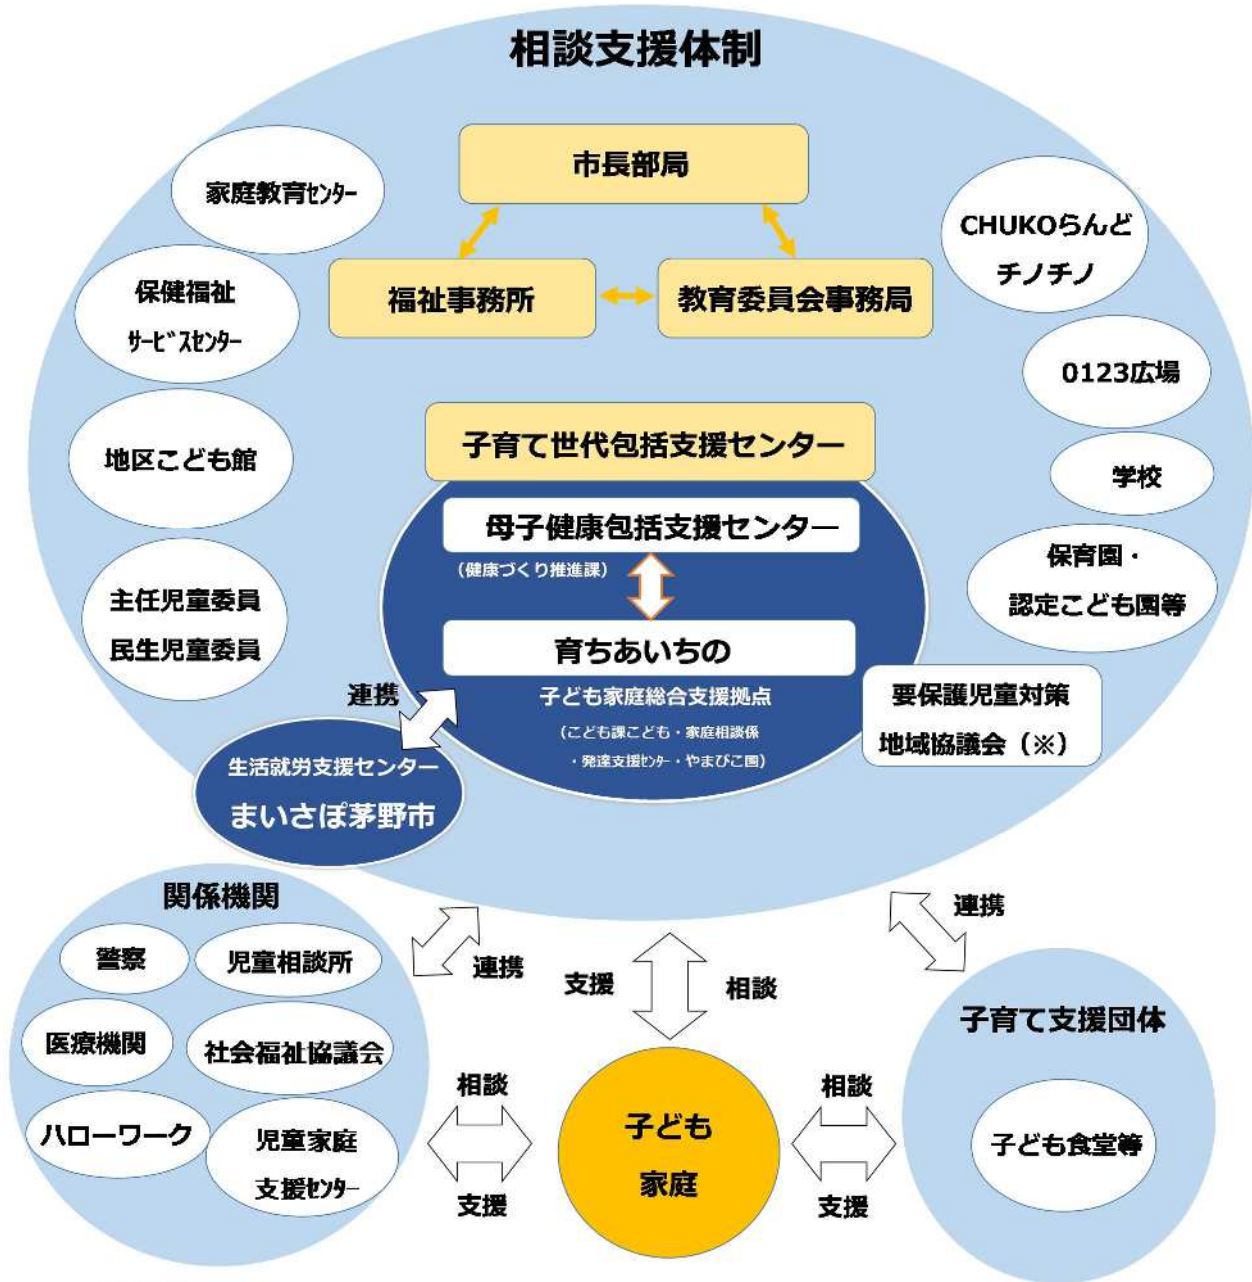 相談支援体制
市長部局
家庭教育ｾﾝﾀｰ
CHUKOらんど
チノチノ
福祉事務所
教育委員会事務局
保健福祉
ｻｰﾋﾞｽｾﾝﾀｰ
0123広場
子育て世代包括支援センター
地区こども館
学校
母子健康包括支援センター
(健康づくり推進課)
保育園・
認定こども園等
主任児童委員
民生児童委員
育ちあいちの
子ども家庭総合支援拠点
(こども課こども・家庭相談係
・発達支援ｾﾝﾀｰ・やまびこ園)
要保護児童対策
地域協議会（※）
連携
生活就労支援センター
まいさぽ茅野市
関係機関
警察
児童相談所
医療機関
社会福祉協議会
ハローワーク
児童家庭
支援ｾﾝﾀｰ
連携
支援
相談
連携
子育て支援団体
子ども食堂等
相談
支援
子ども
家庭
相談
支援